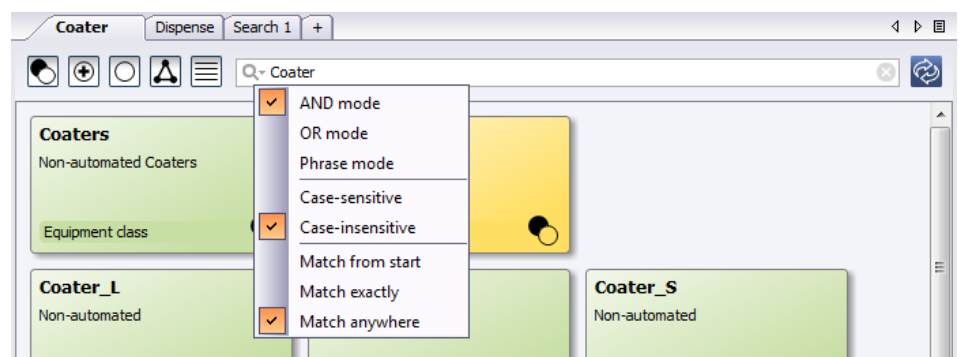 Coater Dispense Search 1 +
Coater
AND mode
OR mode
Phrase mode
Case-sensitive
Case-insensitive
Match from start
Match exactly
Match anywhere
Coaters
Non-automated Coaters
Equipment class
Coater_L
Non-automated
Coater_S
Non-automated